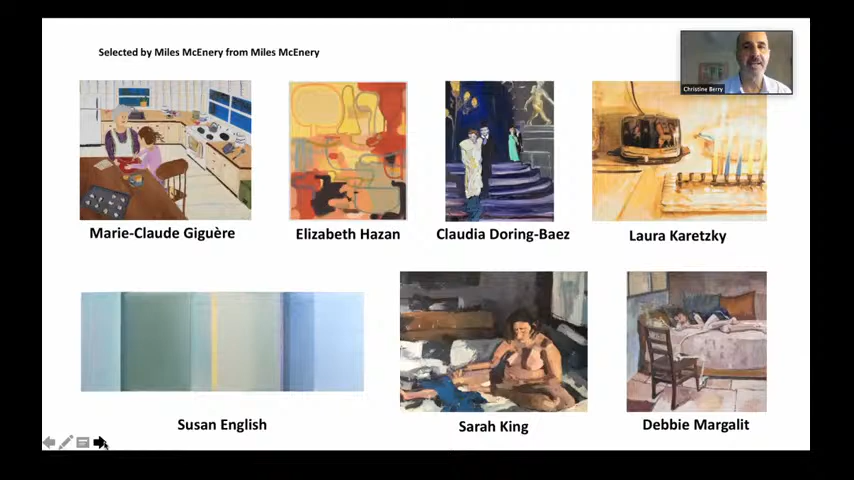 Selected by Miles McEnery from Miles McEnery
Christine Berry
Marie-Claude Giguère
Elizabeth Hazan
Claudia Doring-Baez
Laura Karetzky
Susan English
Sarah King
Debbie Margalit